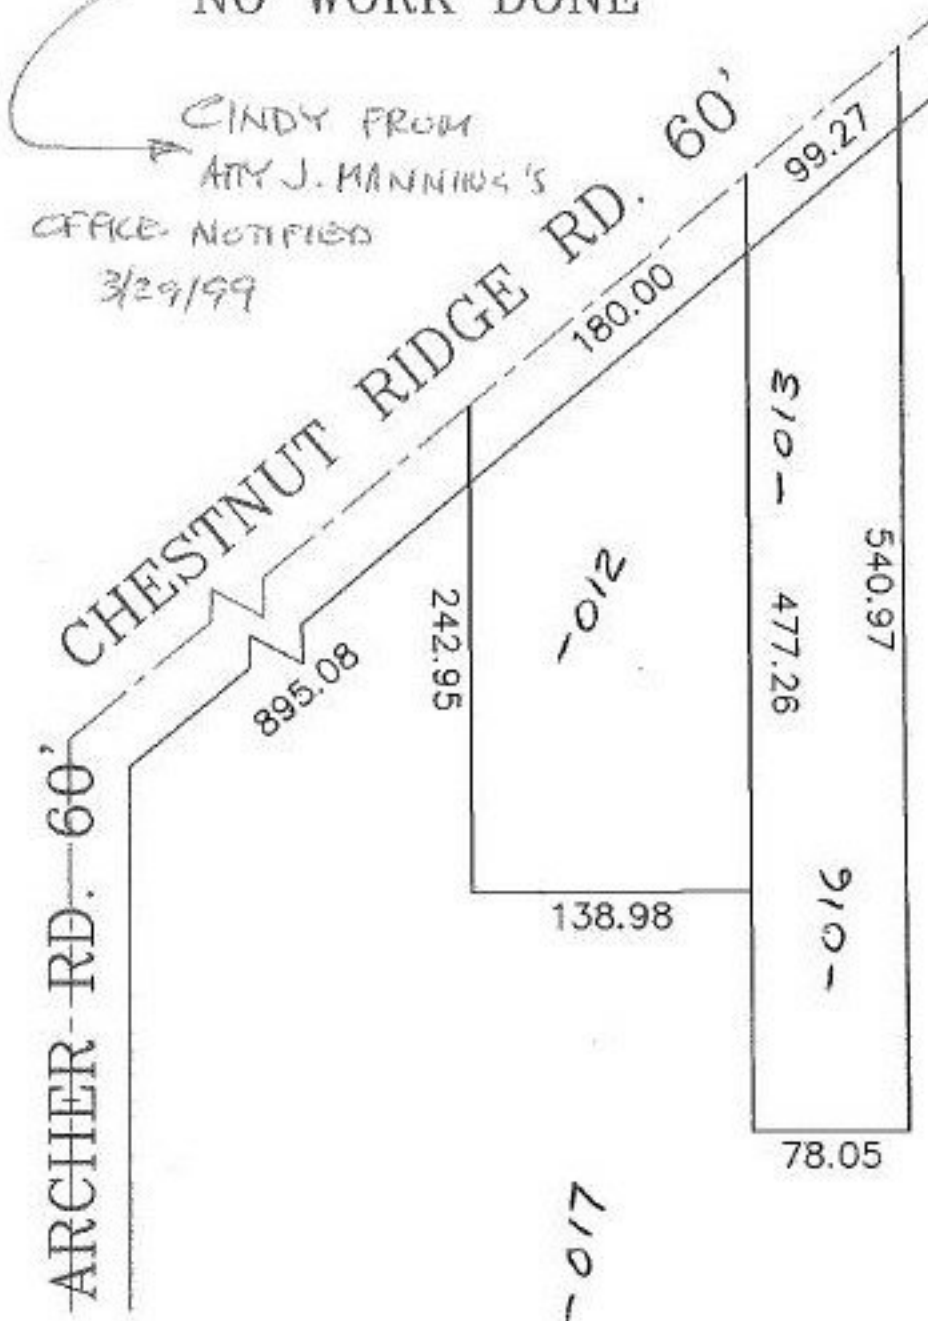 NO WORK DONE
CINDY FROM
ATTY J. MANNING'S
OFFICE NOTIFIED
3/29/99
CHESTNUT RIDGE RD. 60'
99.27
180.00
895.08
242.95
-012
-013
477.26
540.97
-016
138.98
78.05
-017
ARCHER RD. 60'